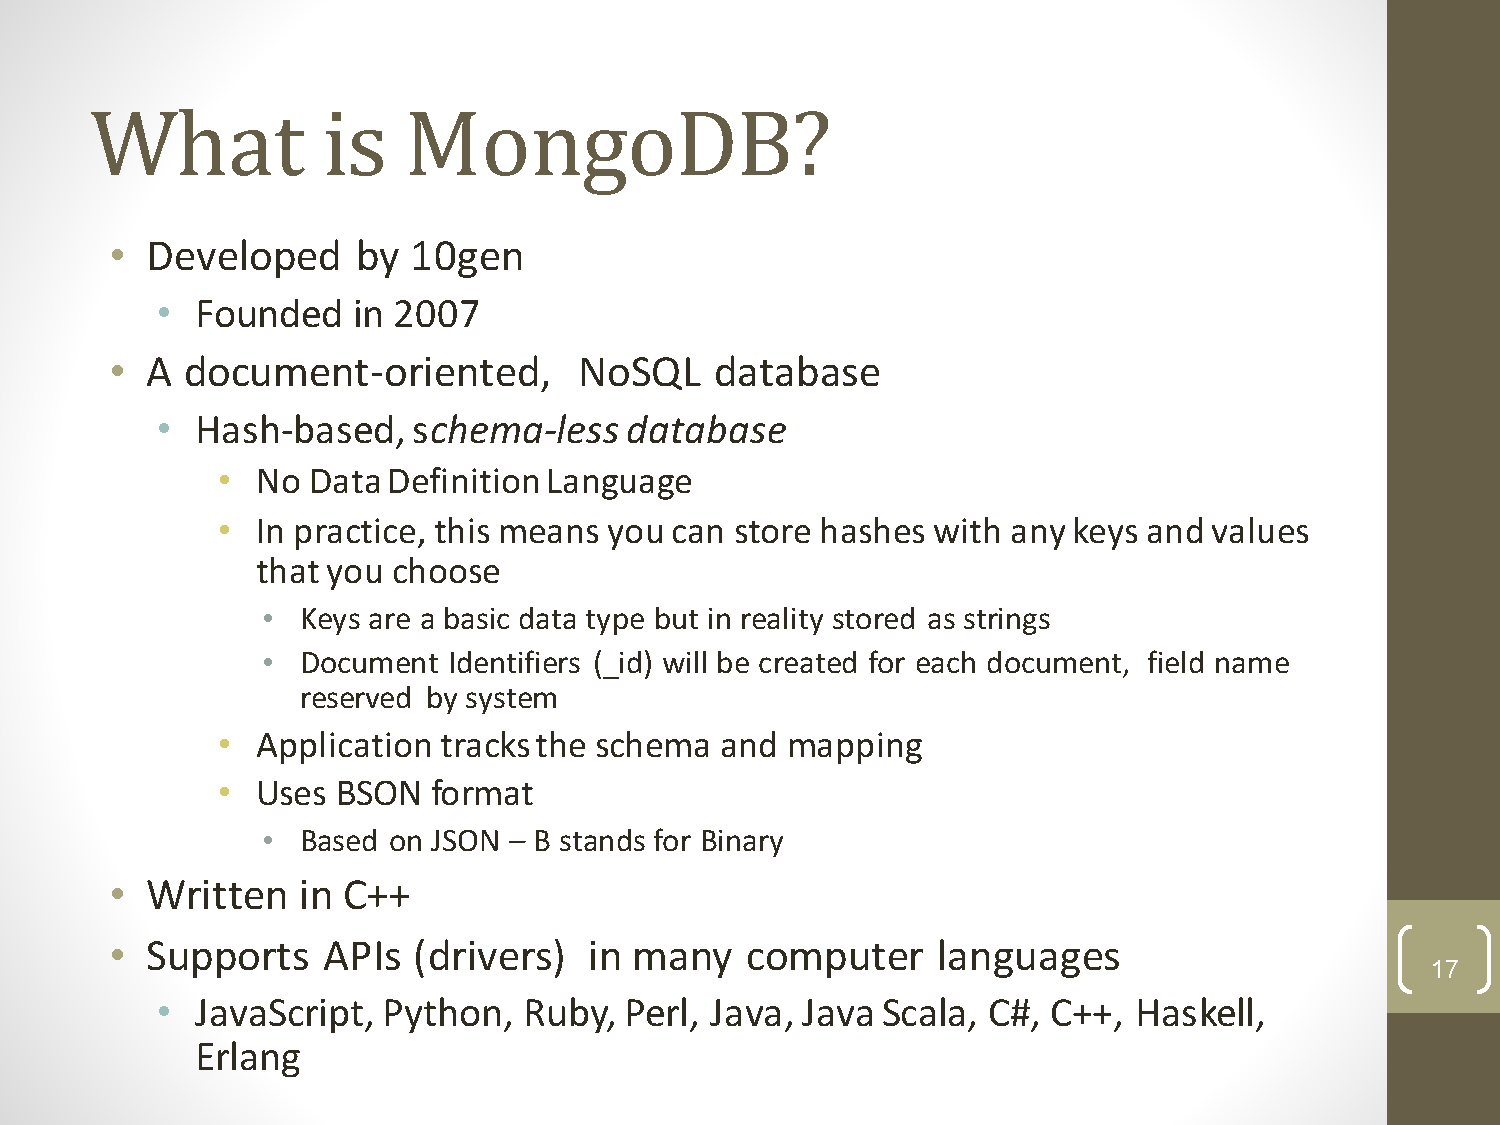 What is MongoDB?
• Developed by 10gen
• Founded in 2007
• A document-oriented, NoSQL database
• Hash-based, schema-less database
• No Data Definition Language
• In practice, this means you can store hashes with any keys and values
that you choose
• Keys are a basic data type but in reality stored as strings
• Document Identifiers (_id) will be created for each document, field name
reserved by system
• Application tracks the schema and mapping
• Uses BSON format
• Based on JSON – B stands for Binary
• Written in C++
• Supports APIs (drivers) in many computer languages
• JavaScript, Python, Ruby, Perl, Java, Java Scala, C#, C++, Haskell,
Erlang
17